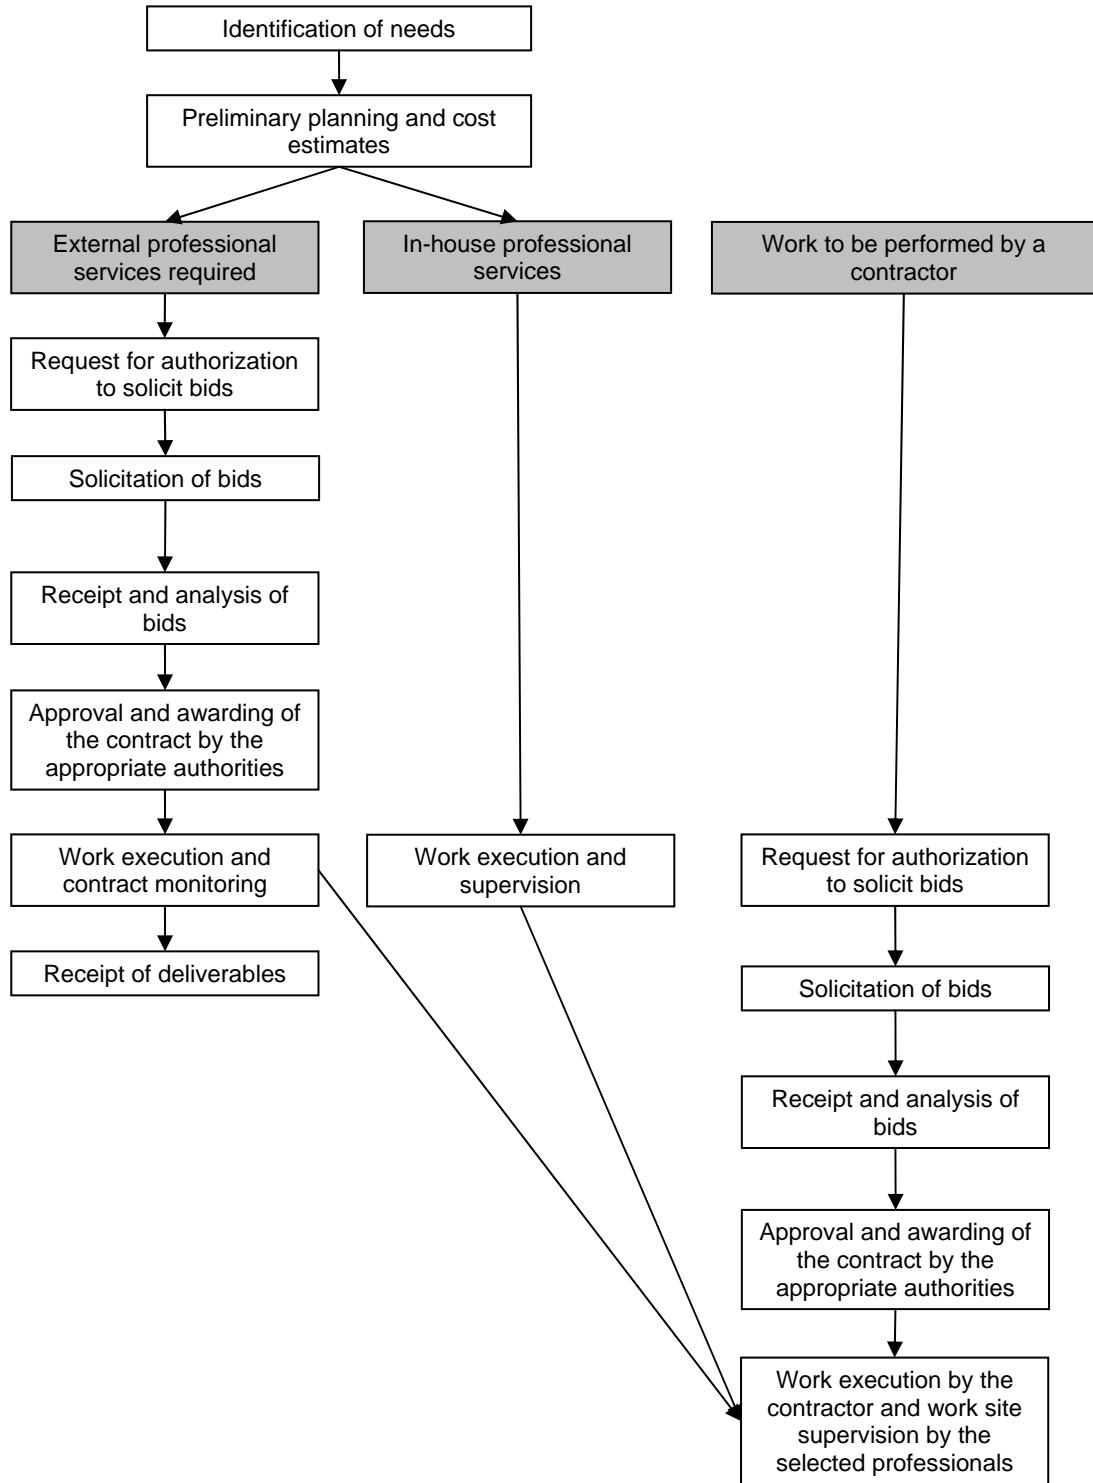 Identification of needs
Preliminary planning and cost
estimates
External professional
services required
In-house professional
services
Work to be performed by a
contractor
Request for authorization
to solicit bids
Solicitation of bids
Receipt and analysis of
bids
Approval and awarding of
the contract by the
appropriate authorities
Work execution and
contract monitoring
Receipt of deliverables
Work execution and
supervision
Request for authorization
to solicit bids
Solicitation of bids
Receipt and analysis of
bids
Approval and awarding of
the contract by the
appropriate authorities
Work execution by the
contractor and work site
supervision by the
selected professionals